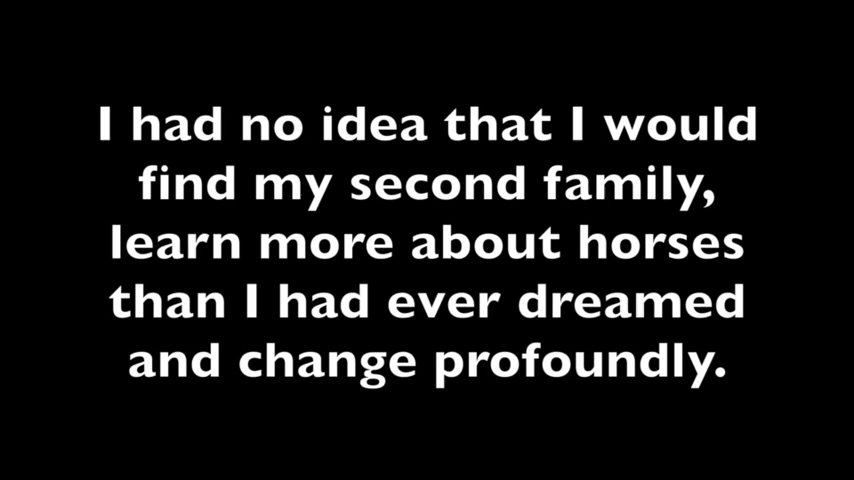 I had no idea that I would
find my second family,
learn more about horses
than I had ever dreamed
and change profoundly.